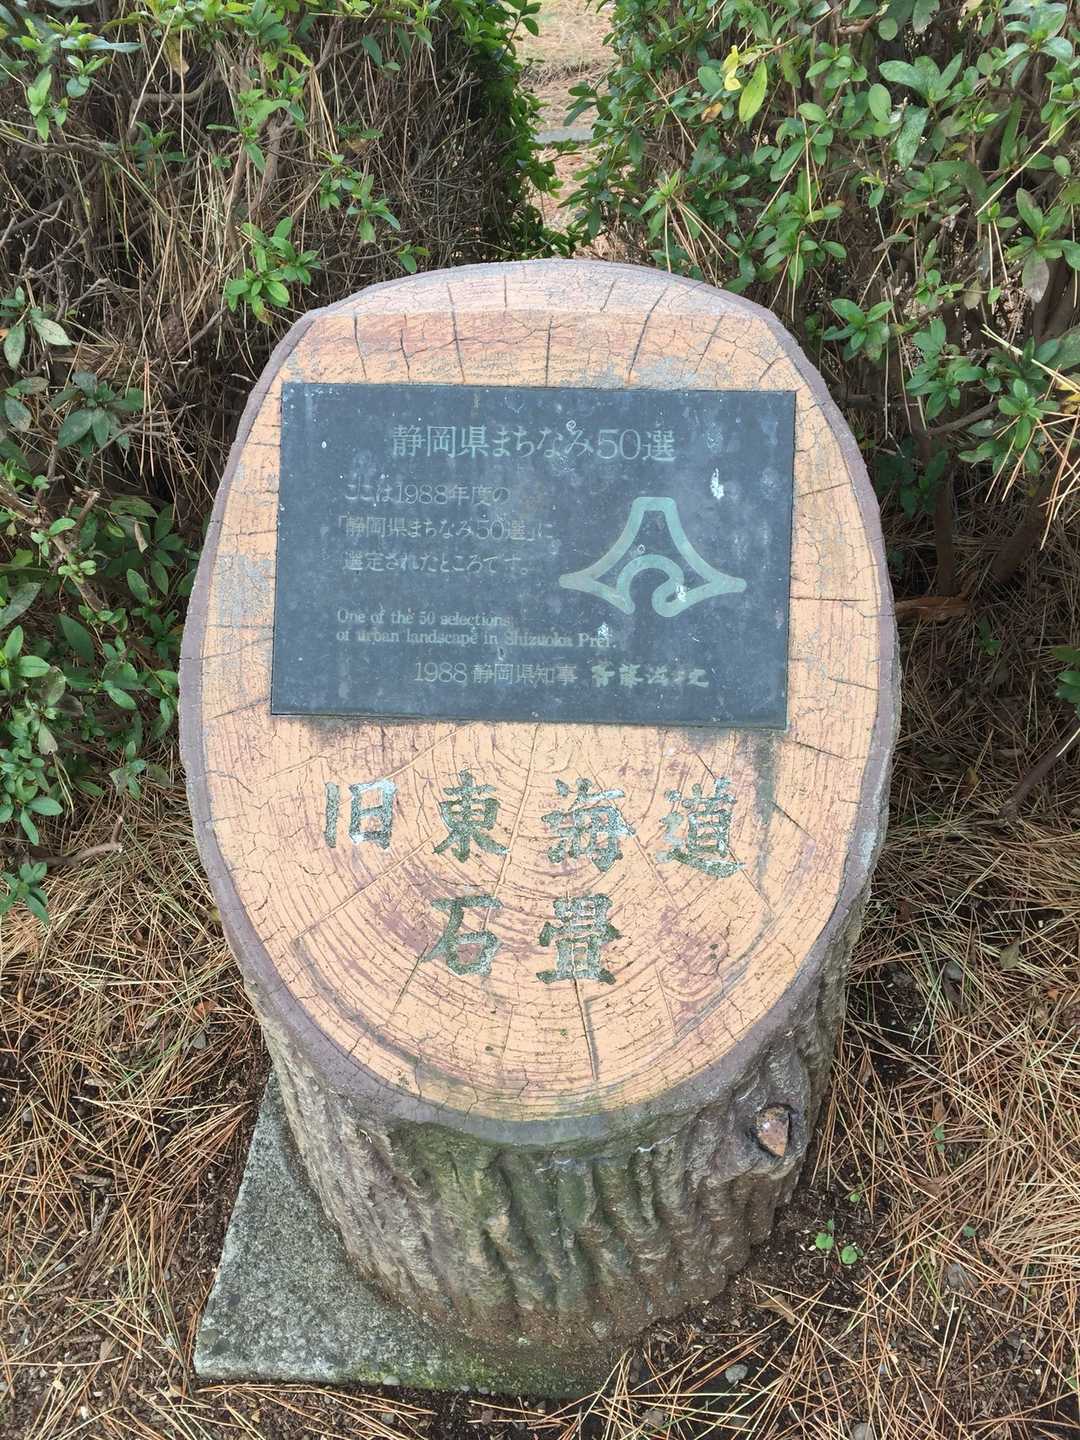 静岡県まちなみ50選
ここは1988年度の
「静岡県まちなみ50選」に
選定されたところです。
One of the 50 selections
of urban landscape in Shizuoka Pref.
1988 静岡県知事 斉藤滋与史
旧東海道
石畳